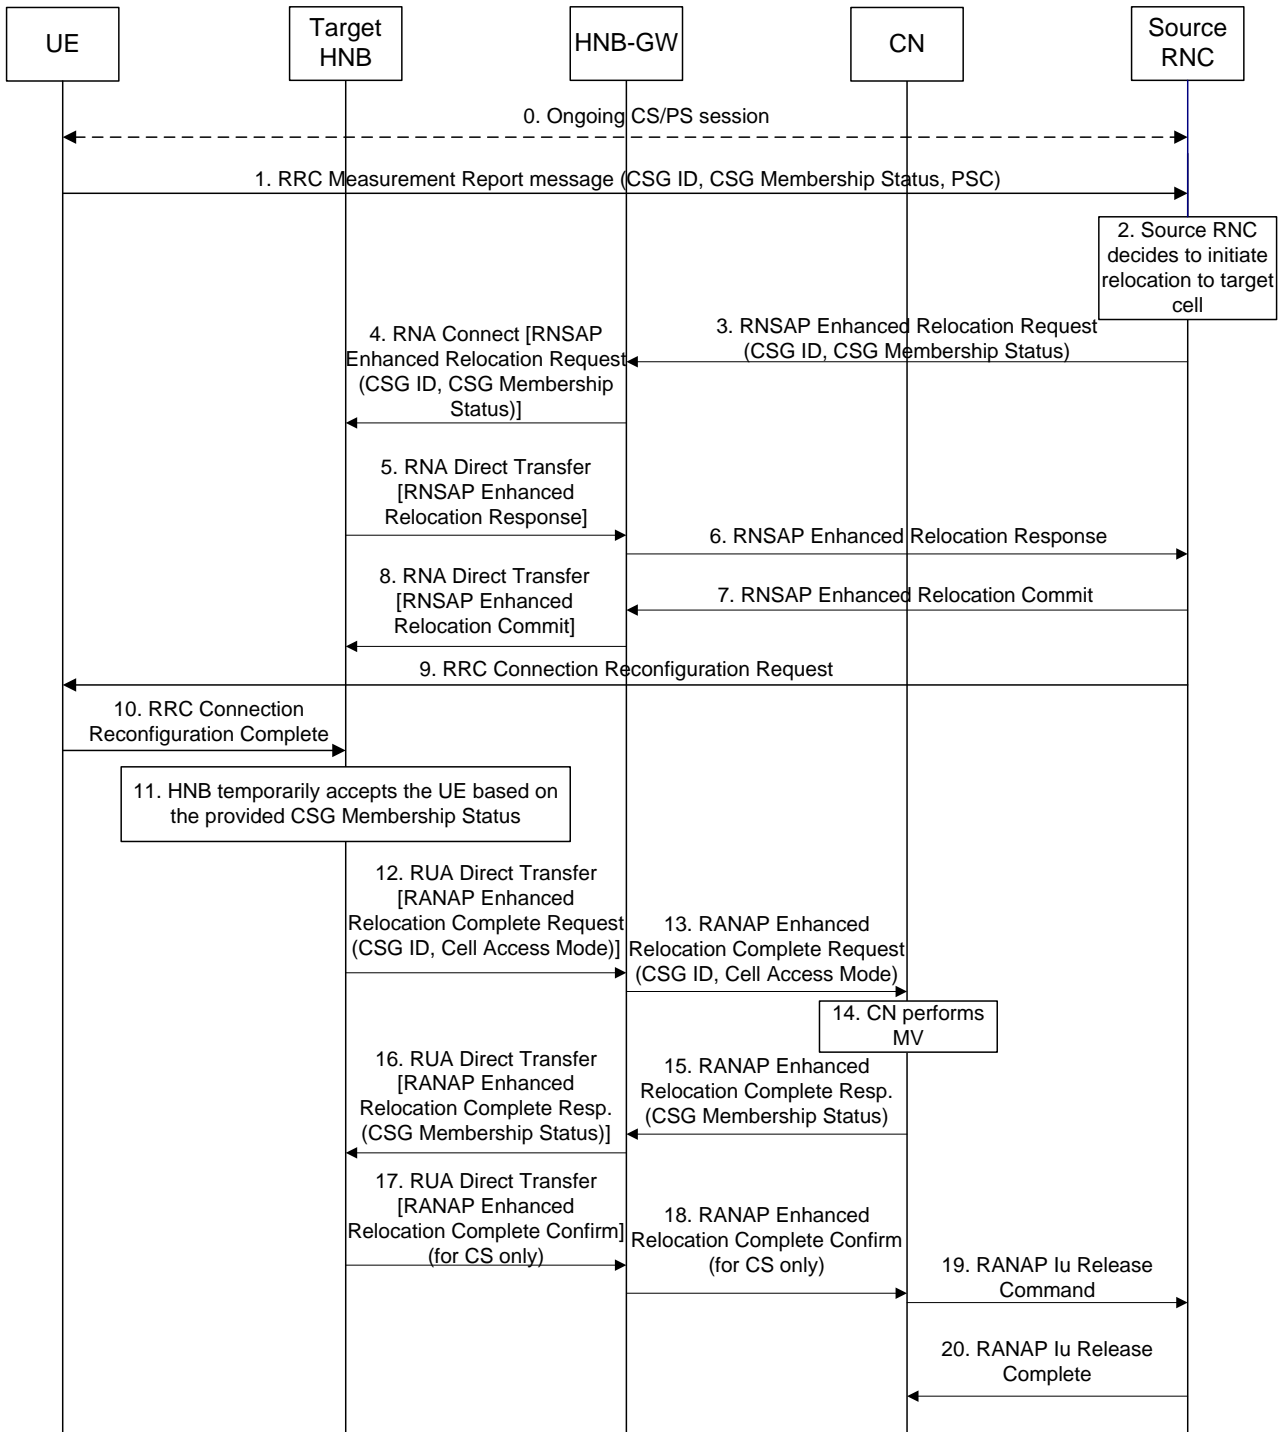 UE
Target
HNB
HNB-GW
CN
Source
RNC
0. Ongoing CS/PS session
1. RRC Measurement Report message (CSG ID, CSG Membership Status, PSC)
2. Source RNC
decides to initiate
relocation to target
cell
3. RNSAP Enhanced Relocation Request
(CSG ID, CSG Membership Status)
4. RNA Connect [RNSAP
Enhanced Relocation Request
(CSG ID, CSG Membership
Status)]
5. RNA Direct Transfer
[RNSAP Enhanced
Relocation Response]
6. RNSAP Enhanced Relocation Response
7. RNSAP Enhanced Relocation Commit
8. RNA Direct Transfer
[RNSAP Enhanced
Relocation Commit]
9. RRC Connection Reconfiguration Request
10. RRC Connection
Reconfiguration Complete
11. HNB temporarily accepts the UE based on
the provided CSG Membership Status
12. RUA Direct Transfer
[RANAP Enhanced
Relocation Complete Request
(CSG ID, Cell Access Mode)]
13. RANAP Enhanced
Relocation Complete Request
(CSG ID, Cell Access Mode)
14. CN performs
MV
15. RANAP Enhanced
Relocation Complete Resp.
(CSG Membership Status)
16. RUA Direct Transfer
[RANAP Enhanced
Relocation Complete Resp.
(CSG Membership Status)]
17. RUA Direct Transfer
[RANAP Enhanced
Relocation Complete Confirm]
(for CS only)
18. RANAP Enhanced
Relocation Complete Confirm
(for CS only)
19. RANAP Iu Release
Command
20. RANAP Iu Release
Complete